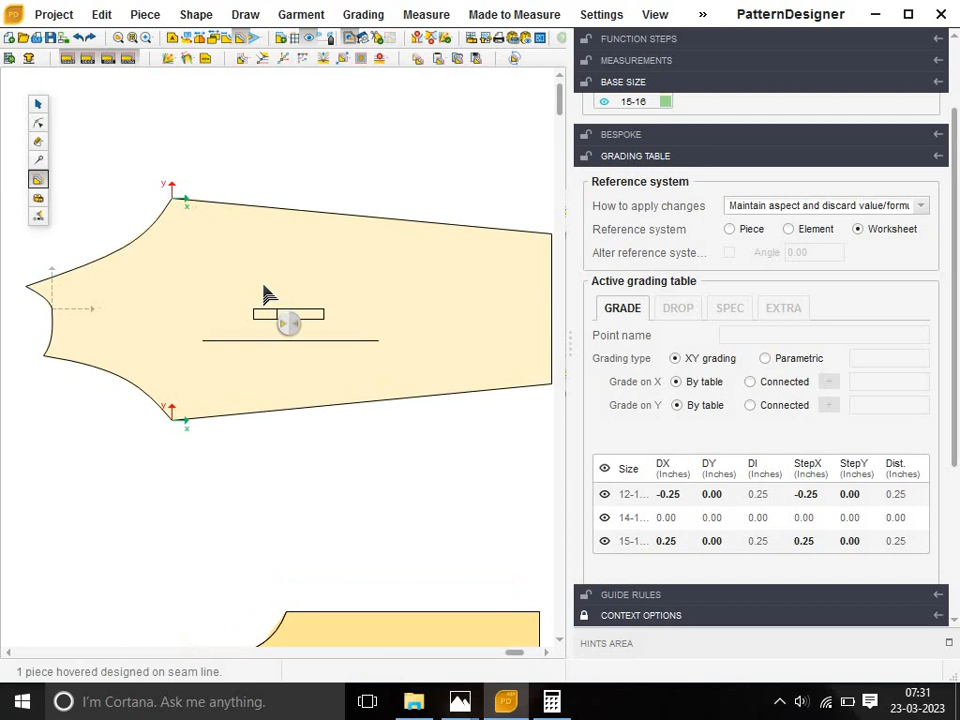 Project Edit Piece Shape Draw Garment Grading Measure Made to Measure Settings View » PatternDesigner
FUNCTION STEPS
MEASUREMENTS
BASE SIZE
15-16
BESPOKE
GRADING TABLE
Reference system
How to apply changes Maintain aspect and discard value/formu
Reference system Piece Element Worksheet
Alter reference syste... Angle 0.00
Active grading table
GRADE DROP SPEC EXTRA
Point name
Grading type XY grading Parametric
Grade on X By table Connected +
Grade on Y By table Connected +
Size DX (Inches) DY (Inches) DI (Inches) StepX (Inches) StepY (Inches) Dist. (Inches)
12-1... -0.25 0.00 0.25 -0.25 0.00 0.25
14-1... 0.00 0.00 0.00 0.00 0.00 0.00
15-1... 0.25 0.00 0.25 0.25 0.00 0.25
GUIDE RULES
CONTEXT OPTIONS
HINTS AREA
y
x
y
x
1 piece hovered designed on seam line.
I'm Cortana. Ask me anything.
PD
07:31
23-03-2023